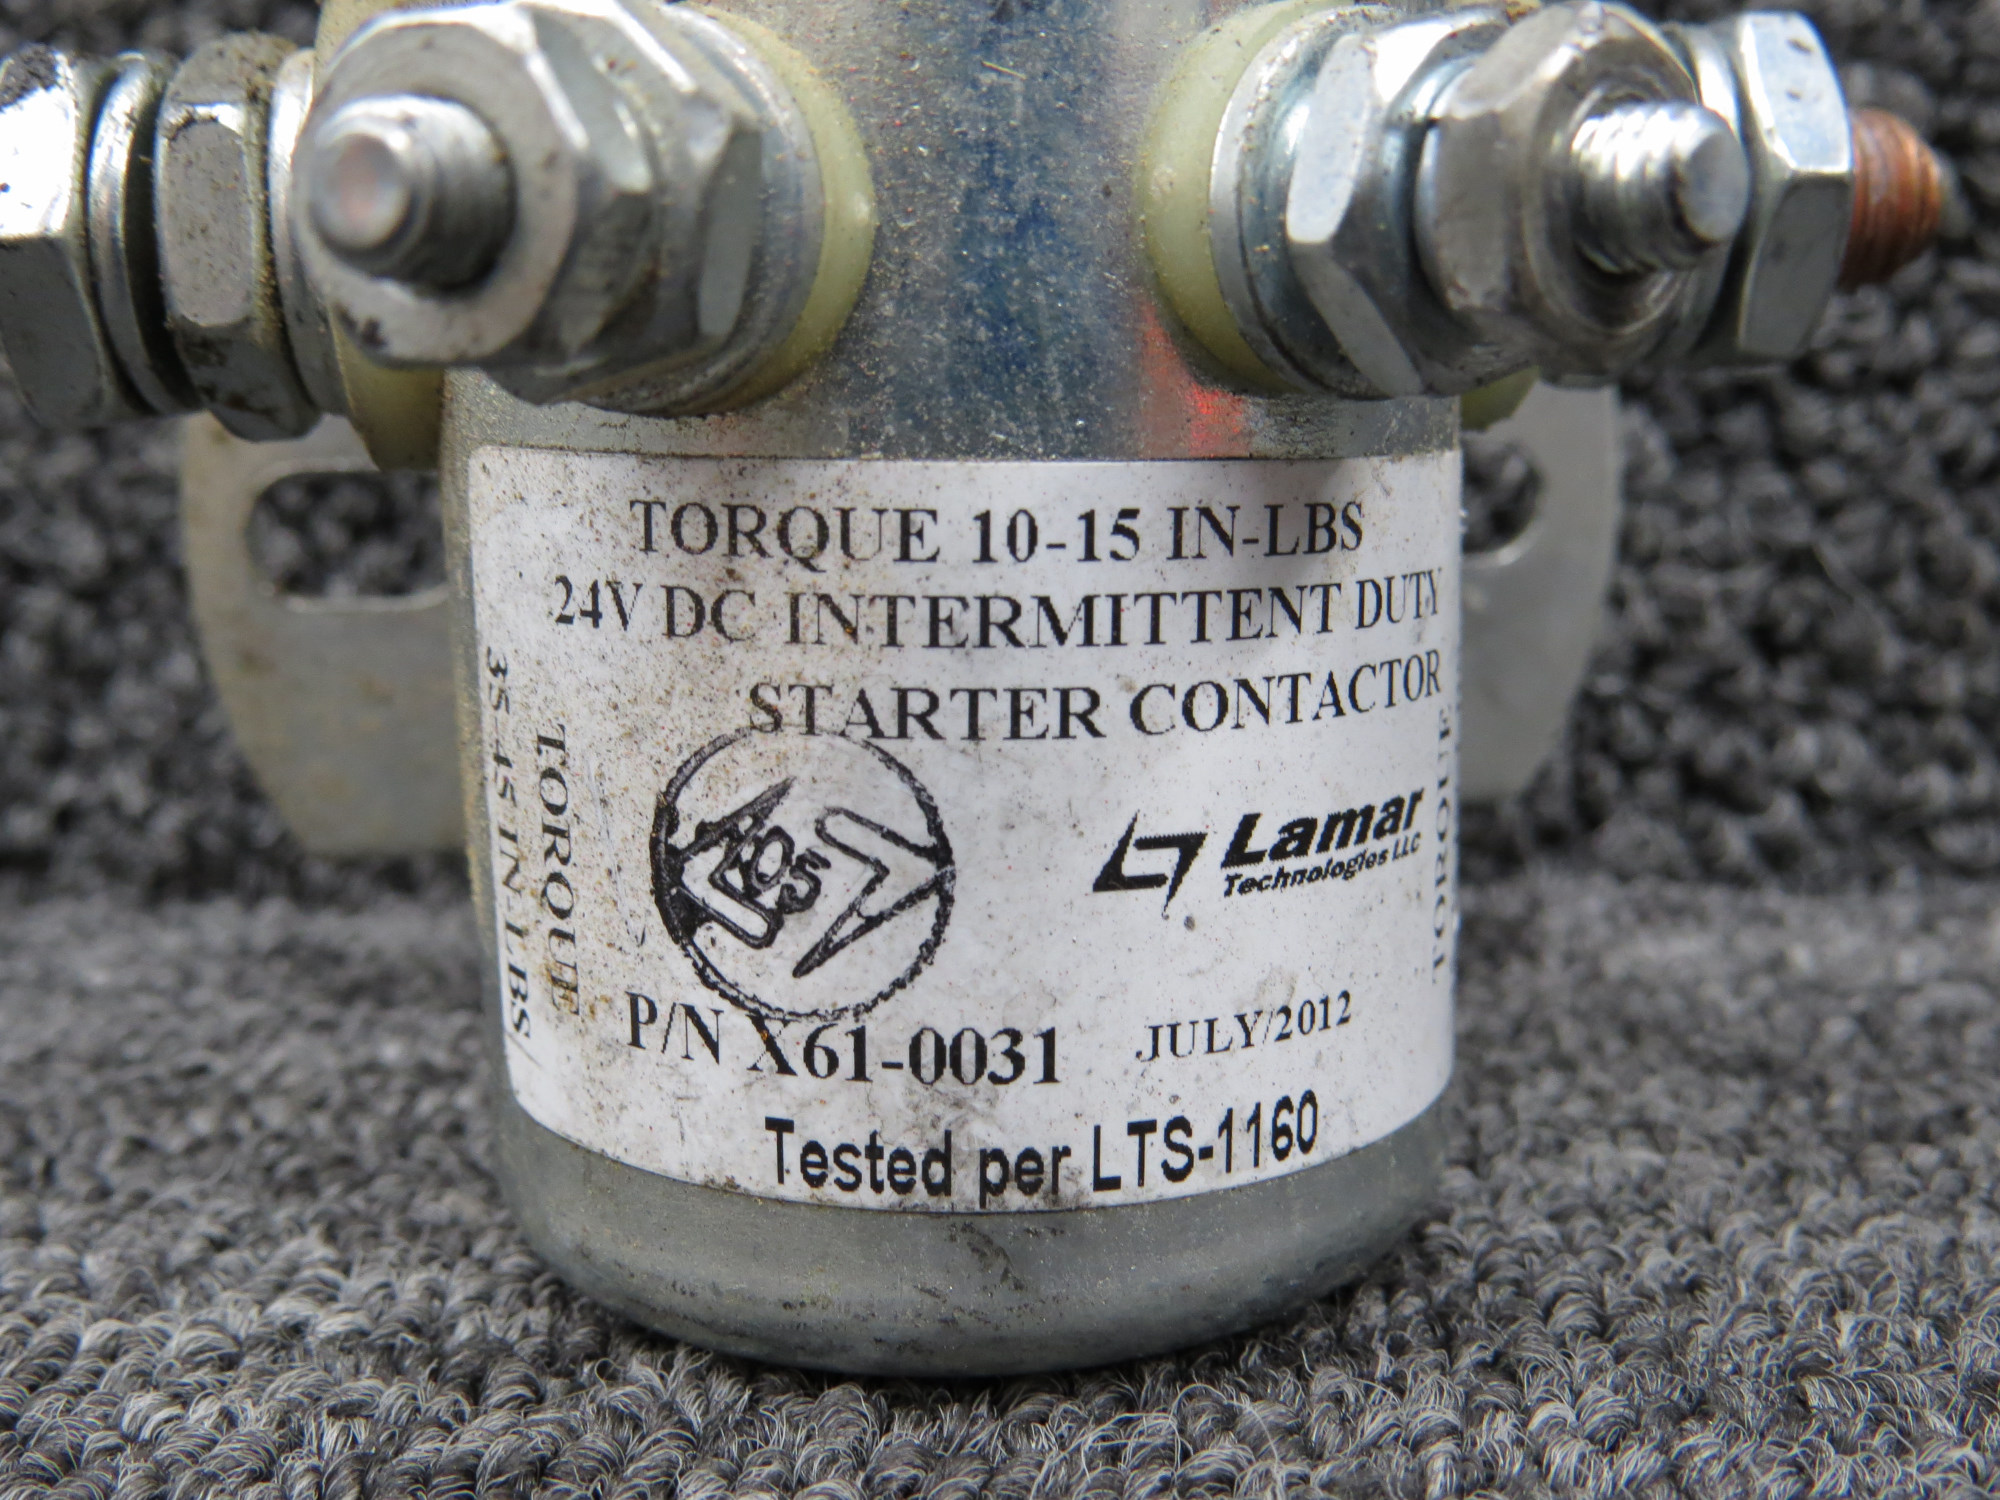 TORQUE 10-15 IN-LBS
24V DC INTERMITTENT DUTY
STARTER CONTACTOR
35-45 IN-LBS
TORQUE
Lamar
Technologies LLC
TORQUE
P/N X61-0031 JULY/2012
Tested per LTS-1160